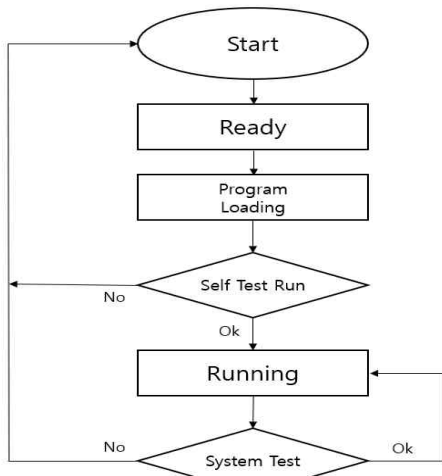 Start
Ready
Program
Loading
Self Test Run
No
Ok
Running
No
System Test
Ok